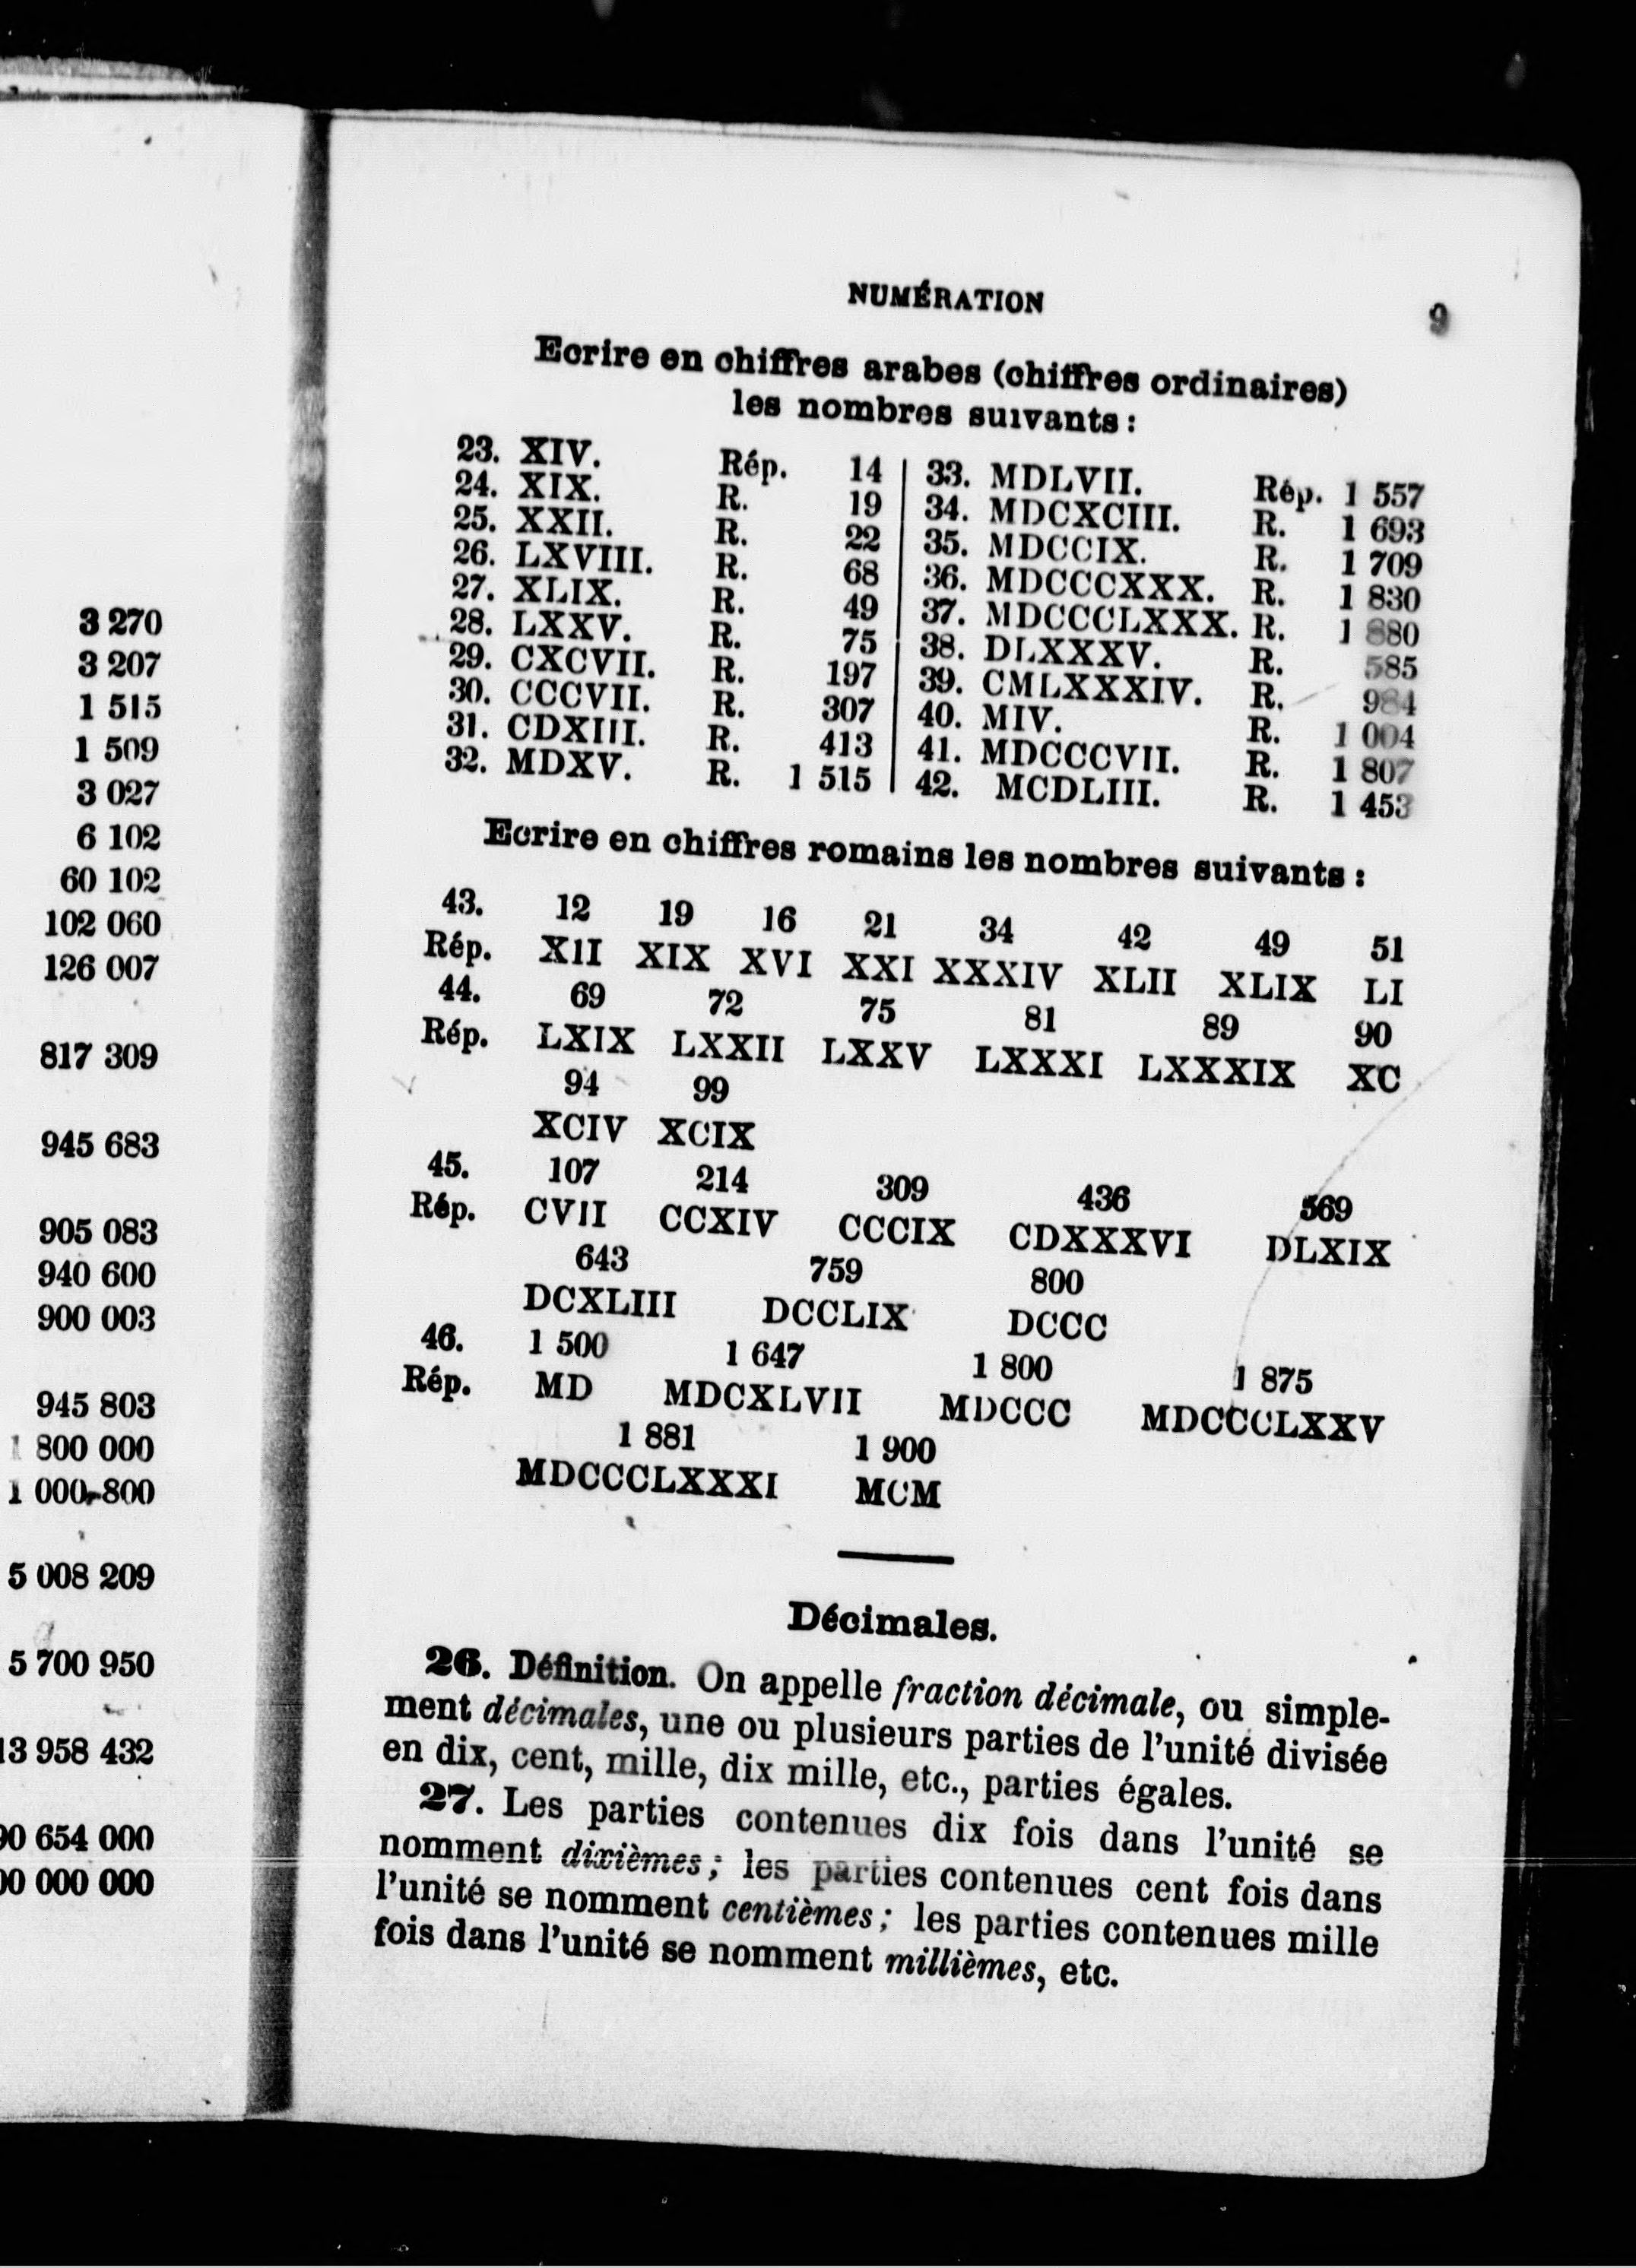 3 270
3 207
1 515
1 509
3 027
6 102
60 102
102 060
126 007
817 309
945 683
905 083
940 600
900 003
945 803
1 800 000
1 000 800
5 008 209
5 700 950
13 958 432
654 000
000 000
NUMÉRATION 9
Ecrire en chiffres arabes (chiffres ordinaires)
les nombres suivants :
23. XIV. Rép. 14
24. XIX. R. 19
25. XXII. R. 22
26. LXVIII. R. 68
27. XLIX. R. 49
28. LXXV. R. 75
29. CXCVII. R. 197
30. CCCVII. R. 307
31. CDXIII. R. 413
32. MDXV. R. 1 515
33. MDLVII. Rép. 1 557
34. MDCXCIII. R. 1 693
35. MDCCIX. R. 1 709
36. MDCCCXXX. R. 1 830
37. MDCCCLXXX. R. 1 880
38. DLXXXV. R. 585
39. CMLXXXIV. R. 984
40. MIV. R. 1 004
41. MDCCCVII. R. 1 807
42. MCDLIII. R. 1 453
Ecrire en chiffres romains les nombres suivants :
43. 12 19 16 21 34 42 49 51
Rép. XII XIX XVI XXI XXXIV XLII XLIX LI
44. 69 72 75 81 89 90
Rép. LXIX LXXII LXXV LXXXI LXXXIX XC
94 99
XCIV XCIX
45. 107 214 309 436 569
Rép. CVII CCXIV CCCIX CDXXXVI DLXIX
643 759 800
DCXLIII DCCLIX DCCC
46. 1 500 1 647 1 800 1 875
Rép. MD MDCXLVII MDCCC MDCCCLXXV
1 881 1 900
MDCCCLXXXI MCM
Décimales.
26. Définition. On appelle fraction décimale, ou simple-
ment décimales, une ou plusieurs parties de l'unité divisée
en dix, cent, mille, dix mille, etc., parties égales.
27. Les parties contenues dix fois dans l'unité se
nomment dixièmes ; les parties contenues cent fois dans
l'unité se nomment centièmes ; les parties contenues mille
fois dans l'unité se nomment millièmes, etc.